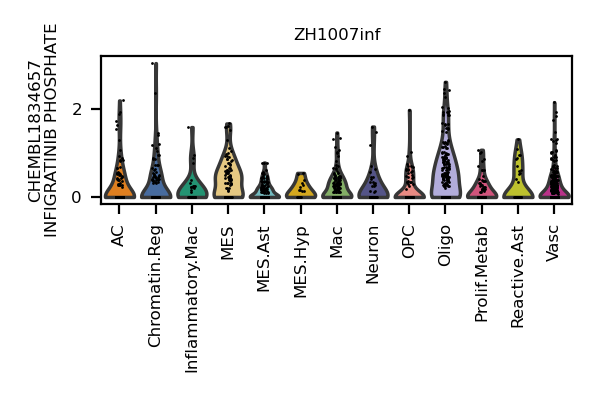 ZH1007inf
CHEMBL1834657
INFIGRATINIB PHOSPHATE
2
0
AC
Chromatin.Reg
Inflammatory.Mac
MES
MES.Ast
MES.Hyp
Mac
Neuron
OPC
Oligo
Prolif.Metab
Reactive.Ast
Vasc